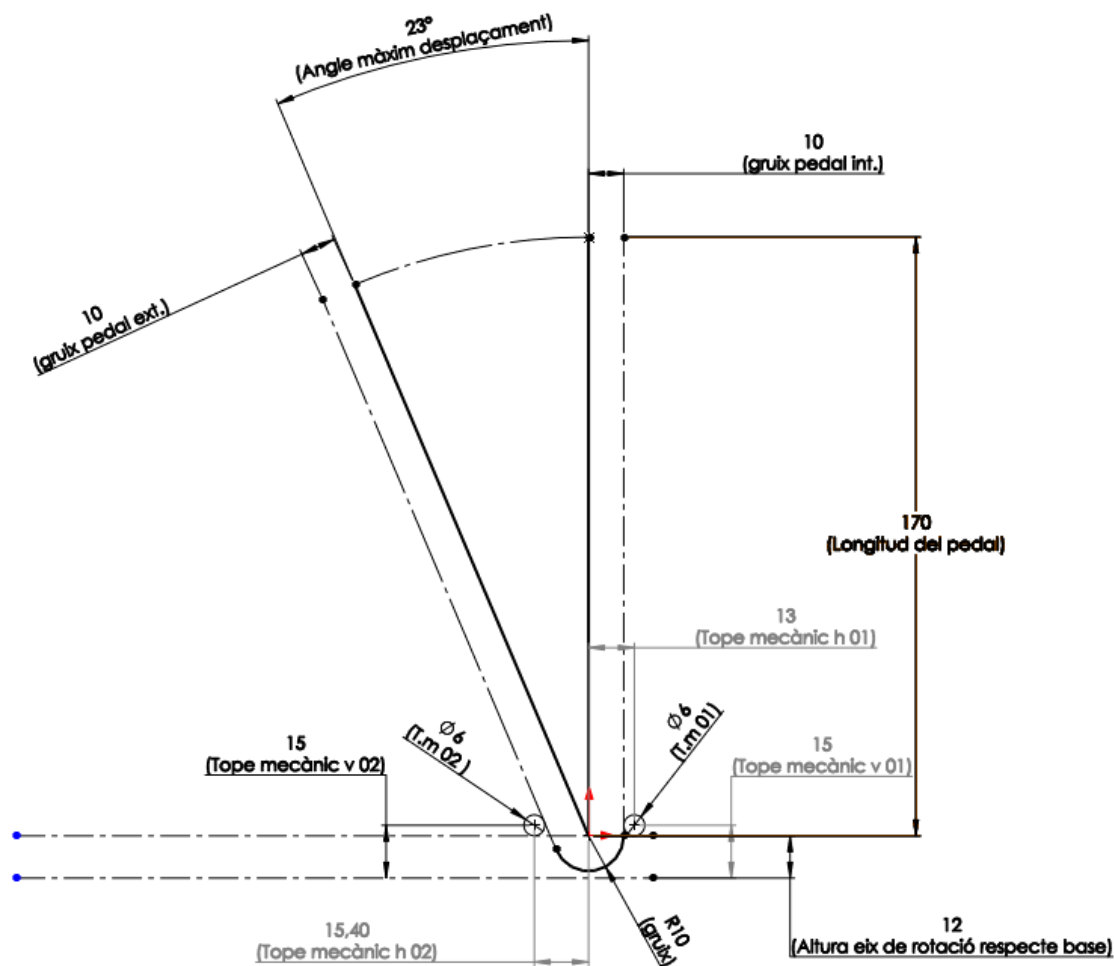 23°
(Angle màxim desplaçament)
10
(gruix pedal int.)
10
(gruix pedal ext.)
170
(Longitud del pedal)
13
(Tope mecànic h 01)
Ø6
(T.m 02)
Ø6
(T.m 01)
15
(Tope mecànic v 02)
15
(Tope mecànic v 01)
R10
(gruix)
15,40
(Tope mecànic h 02)
12
(Altura eix de rotació respecte base)